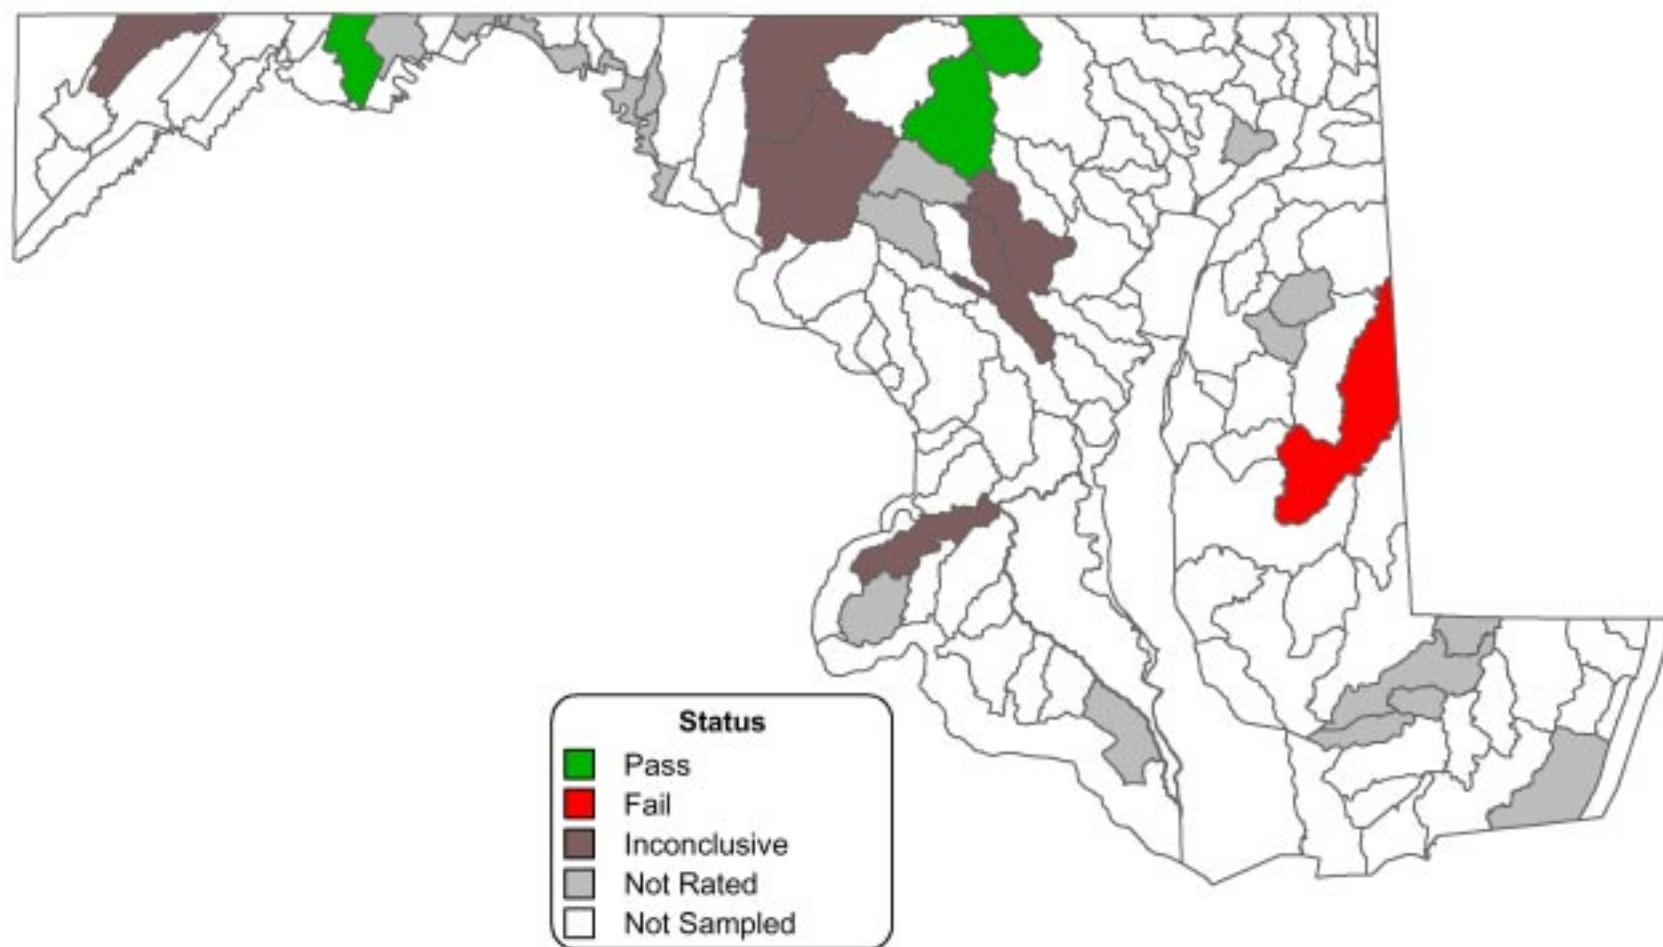 Status
Pass
Fail
Inconclusive
Not Rated
Not Sampled